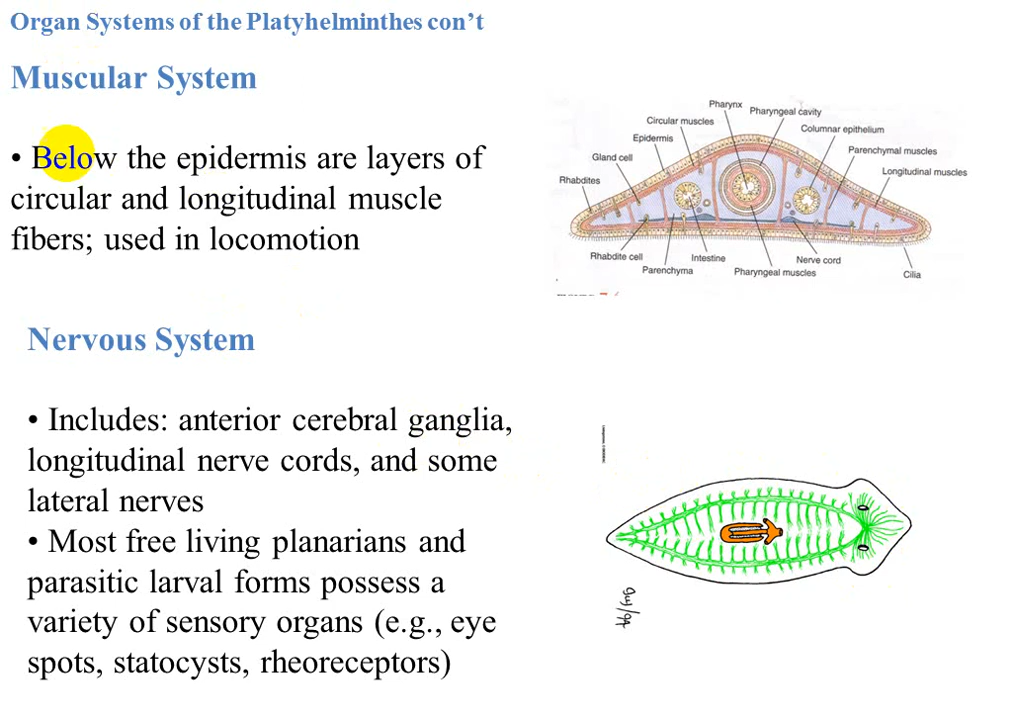 Organ Systems of the Platyhelminthes con’t
Muscular System
• Below the epidermis are layers of
circular and longitudinal muscle
fibers; used in locomotion
Pharynx
Pharyngeal cavity
Circular muscles
Columnar epithelium
Epidermis
Parenchymal muscles
Gland cell
Longitudinal muscles
Rhabdites
Rhabdite cell
Intestine
Nerve cord
Parenchyma
Pharyngeal muscles
Cilia
Nervous System
• Includes: anterior cerebral ganglia,
longitudinal nerve cords, and some
lateral nerves
• Most free living planarians and
parasitic larval forms possess a
variety of sensory organs (e.g., eye
spots, statocysts, rheoreceptors)